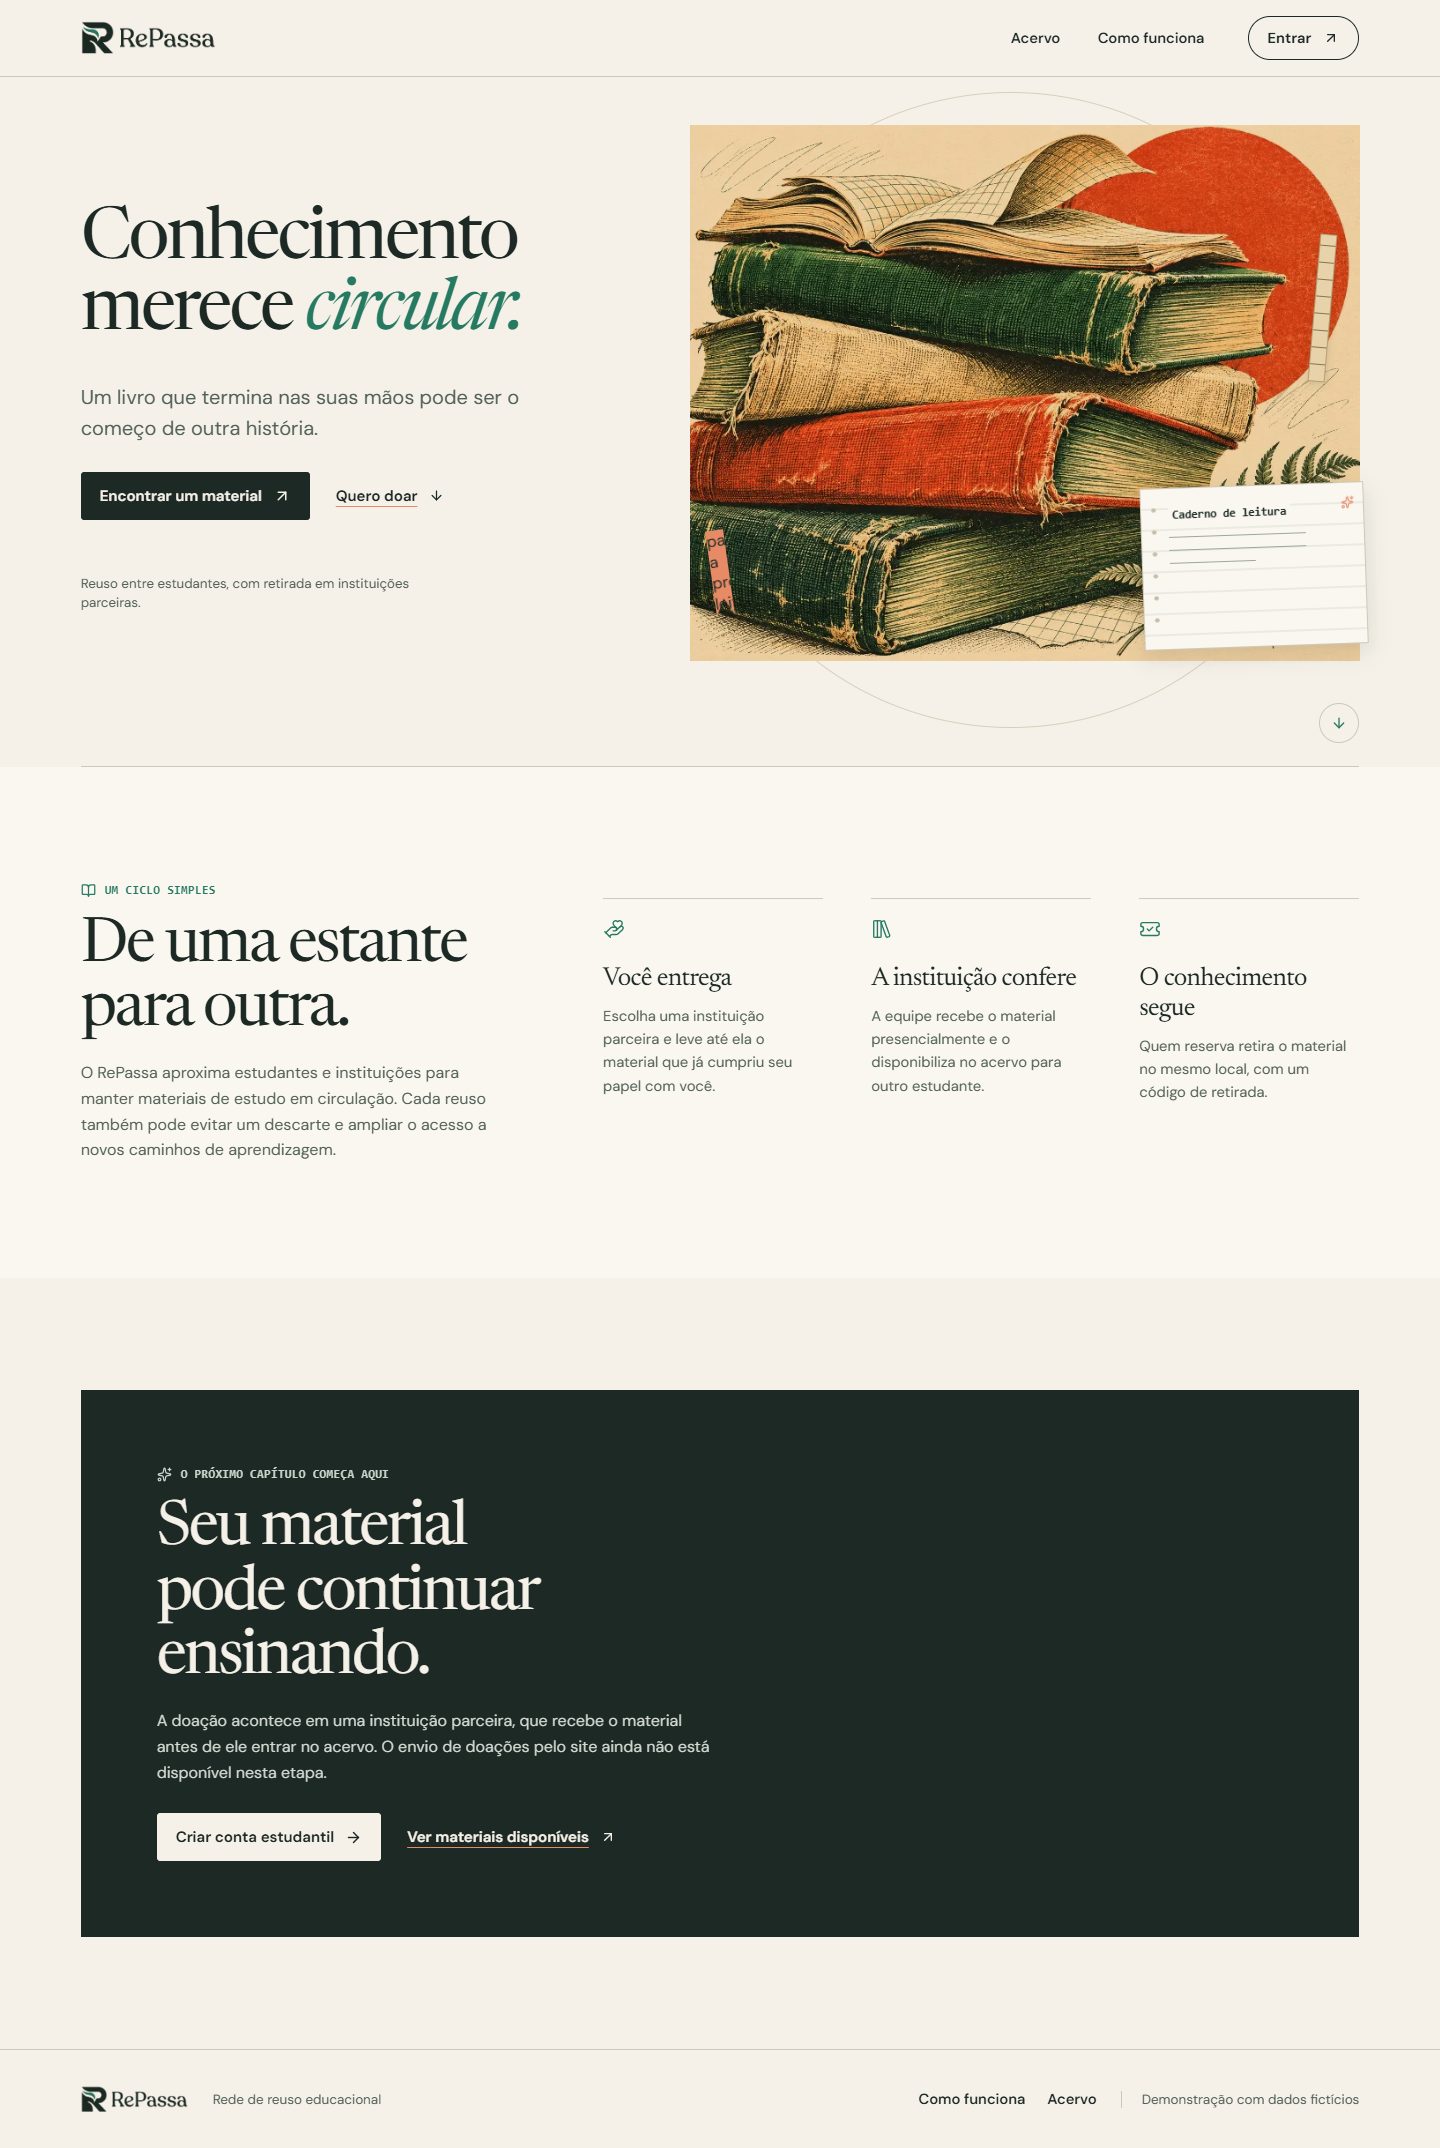 RePassa
Acervo
Como funciona
Entrar
Conhecimento
merece circular.
Um livro que termina nas suas mãos pode ser o
começo de outra história.
Encontrar um material
Quero doar
Reuso entre estudantes, com retirada em instituições
parceiras.
pa
a
Caderno de leitura
UM CICLO SIMPLES
De uma estante
para outra.
O RePassa aproxima estudantes e instituições para
manter materiais de estudo em circulação. Cada reuso
também pode evitar um descarte e ampliar o acesso a
novos caminhos de aprendizagem.
Você entrega
Escolha uma instituição
parceira e leve até ela o
material que já cumpriu seu
papel com você.
A instituição confere
A equipe recebe o material
presencialmente e o
disponibiliza no acervo para
outro estudante.
O conhecimento
segue
Quem reserva retira o material
no mesmo local, com um
código de retirada.
O PRÓXIMO CAPÍTULO COMEÇA AQUI
Seu material
pode continuar
ensinando.
A doação acontece em uma instituição parceira, que recebe o material
antes de ele entrar no acervo. O envio de doações pelo site ainda não está
disponível nesta etapa.
Criar conta estudantil
Ver materiais disponíveis
RePassa
Rede de reuso educacional
Como funciona
Acervo
Demonstração com dados fictícios